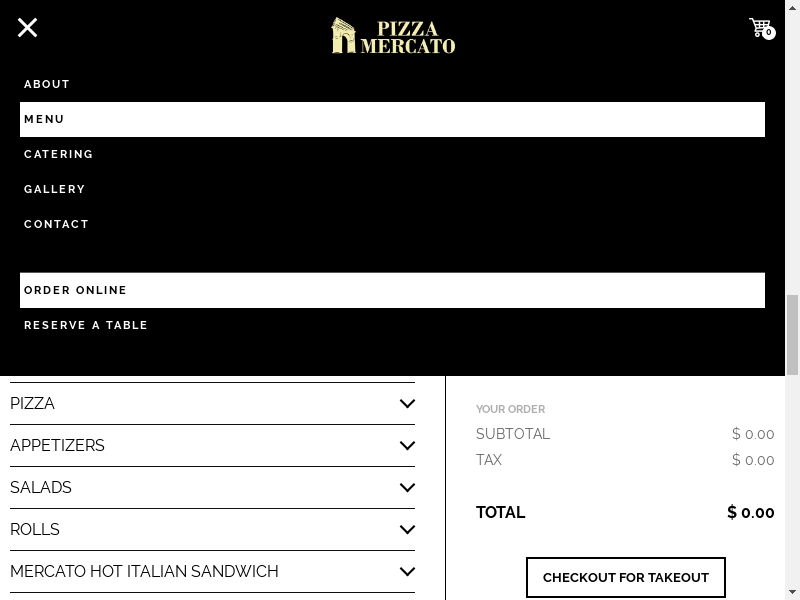 PIZZA
MERCATO
0
ABOUT
MENU
CATERING
GALLERY
CONTACT
ORDER ONLINE
RESERVE A TABLE
PIZZA
APPETIZERS
SALADS
ROLLS
MERCATO HOT ITALIAN SANDWICH
YOUR ORDER
SUBTOTAL $ 0.00
TAX $ 0.00
TOTAL $ 0.00
CHECKOUT FOR TAKEOUT